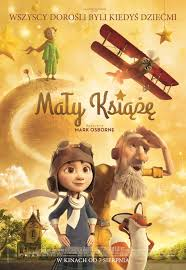 WSZYSCY DOROŚLI BYLI KIEDYŚ DZIEĆMI
Mały Książę
MARK OSBORNE
W KINACH OD 7 SIERPNIA